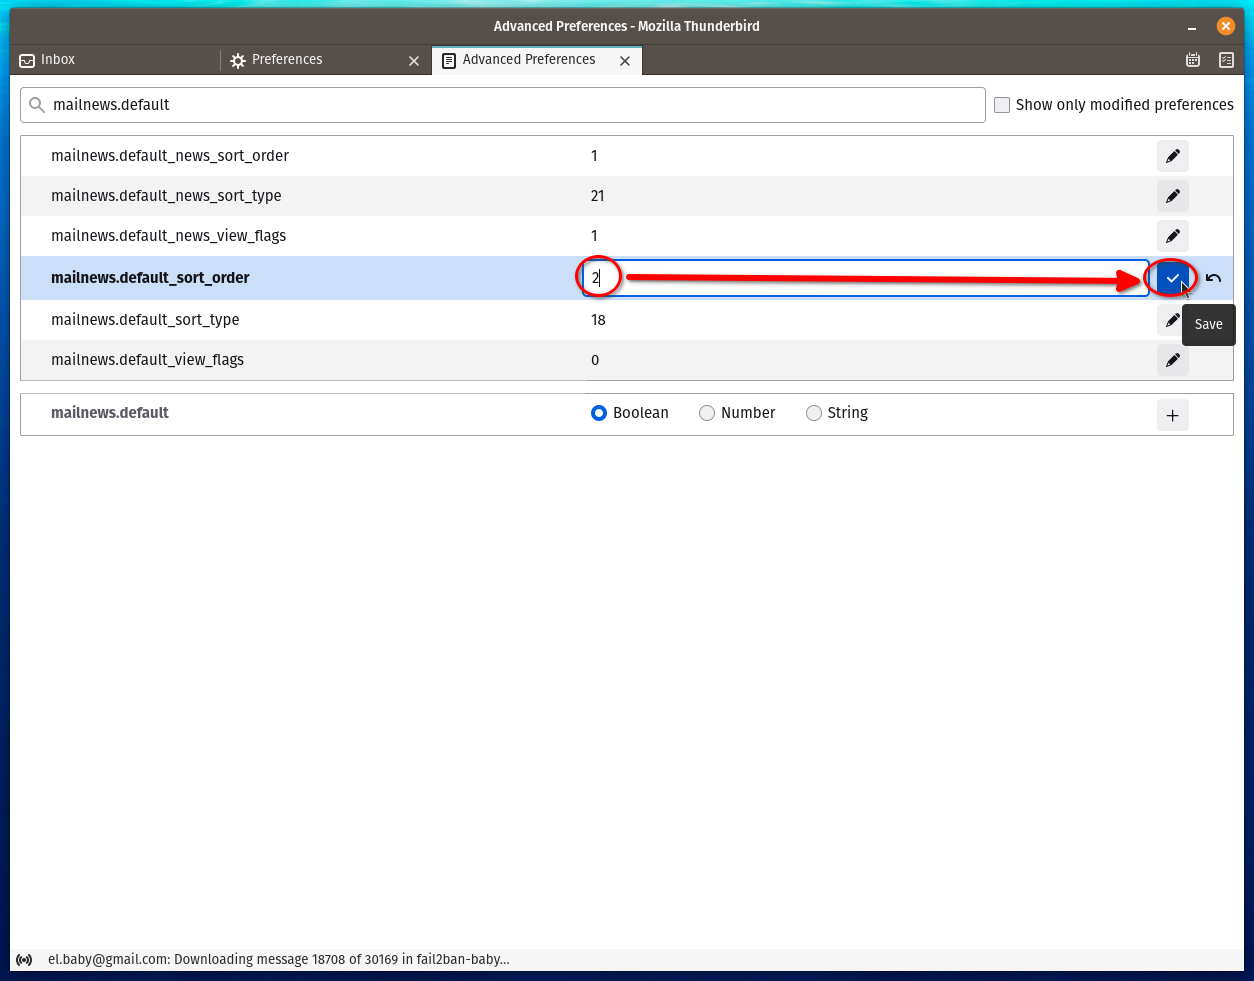 Advanced Preferences - Mozilla Thunderbird
Inbox
Preferences
Advanced Preferences
mailnews.default
Show only modified preferences
mailnews.default_news_sort_order 1
mailnews.default_news_sort_type 21
mailnews.default_news_view_flags 1
mailnews.default_sort_order 2
mailnews.default_sort_type 18
Save
mailnews.default_view_flags 0
mailnews.default Boolean Number String
el.baby@gmail.com: Downloading message 18708 of 30169 in fail2ban-baby...